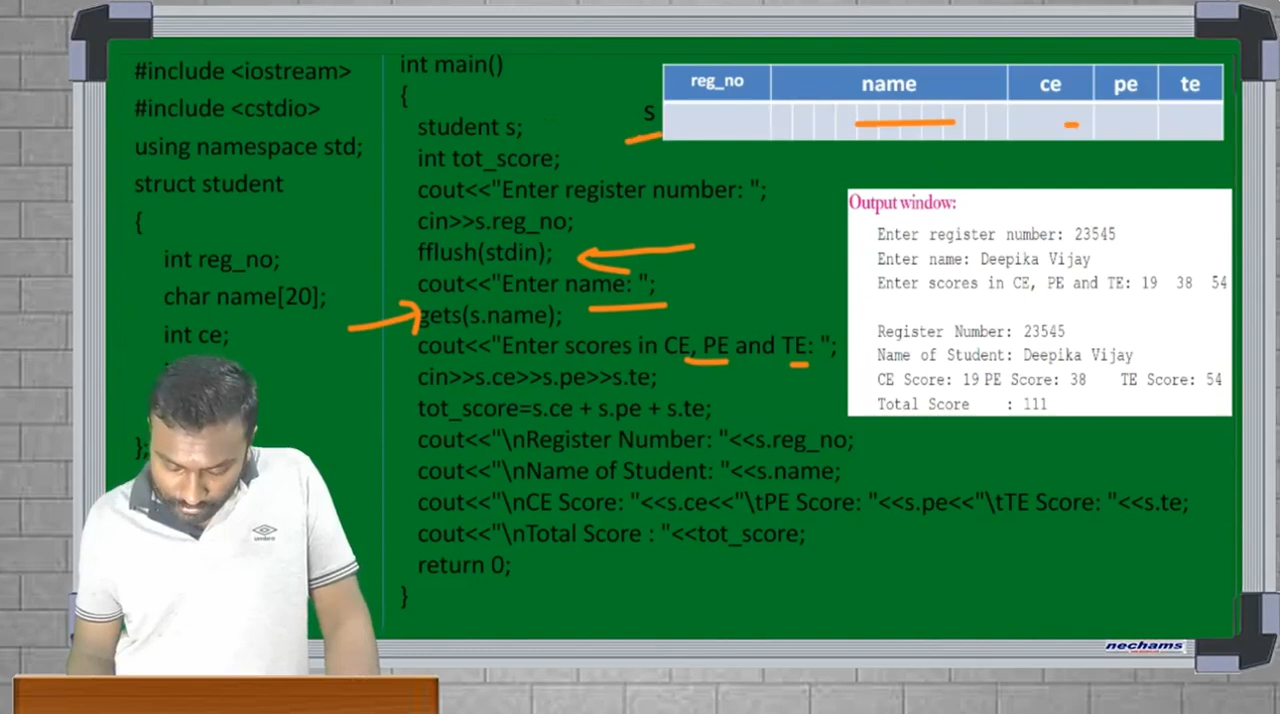 #include <iostream>
#include <cstdio>
using namespace std;
struct student
{
int reg_no;
char name[20];
int ce;
};
int main()
{
student s;
int tot_score;
cout<<"Enter register number: ";
cin>>s.reg_no;
fflush(stdin);
cout<<"Enter name: ";
gets(s.name);
cout<<"Enter scores in CE, PE and TE: ";
cin>>s.ce>>s.pe>>s.te;
tot_score=s.ce + s.pe + s.te;
cout<<"\nRegister Number: "<<s.reg_no;
cout<<"\nName of Student: "<<s.name;
cout<<"\nCE Score: "<<s.ce<<"\tPE Score: "<<s.pe<<"\tTE Score: "<<s.te;
cout<<"\nTotal Score : "<<tot_score;
return 0;
}
s
reg_no name ce pe te
Output window:
Enter register number: 23545
Enter name: Deepika Vijay
Enter scores in CE, PE and TE: 19 38 54
Register Number: 23545
Name of Student: Deepika Vijay
CE Score: 19 PE Score: 38 TE Score: 54
Total Score : 111
umbro
nechams